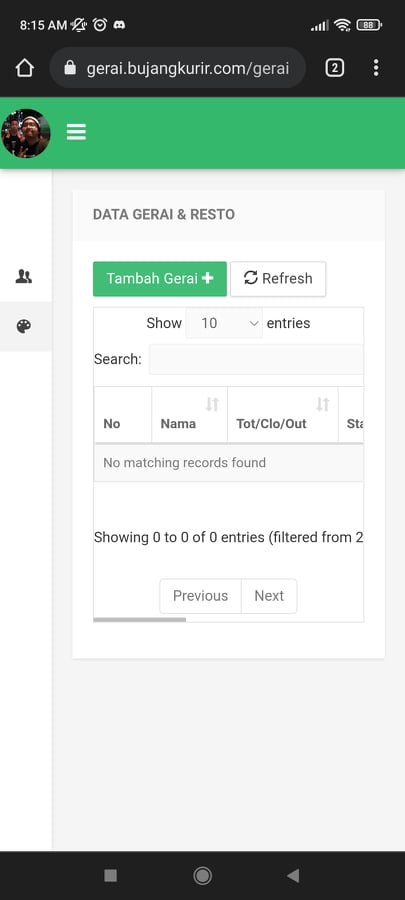 8:15 AM
88
gerai.bujangkurir.com/gerai
2
DATA GERAI & RESTO
Tambah Gerai
Refresh
Show 10 entries
Search:
No Nama Tot/Clo/Out Sta
No matching records found
Showing 0 to 0 of 0 entries (filtered from 2
Previous Next